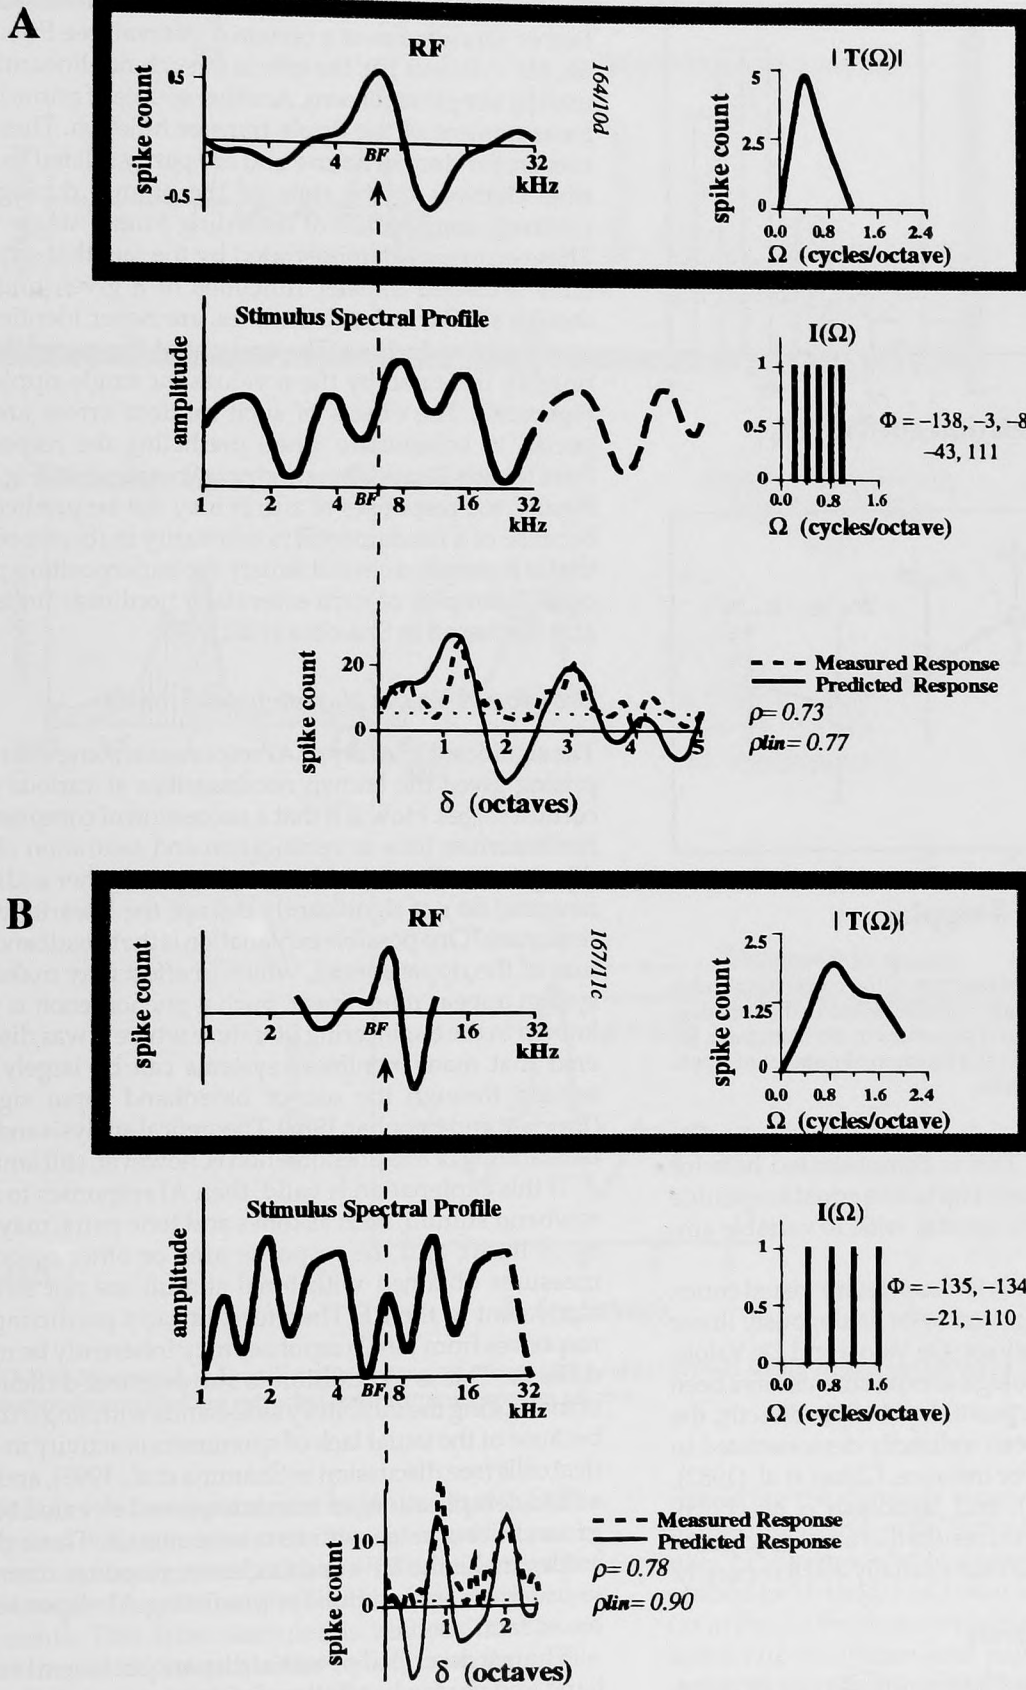 A
RF
spike count
0.5
-0.5
1
4
BF
32
kHz
164/10d
| T(Ω)|
spike count
5
2.5
0
0.0 0.8 1.6 2.4
Ω (cycles/octave)
Stimulus Spectral Profile
amplitude
1 2 4 BF 8 16 32
kHz
I(Ω)
1
0.5
0
0.0 0.8 1.6
Ω (cycles/octave)
Φ = −138, −3, −8
−43, 111
spike count
20
0
1 2 3 4 5
δ (octaves)
Measured Response
Predicted Response
ρ= 0.73
ρlin= 0.77
B
RF
spike count
1 2 BF 16 32
kHz
167/11c
| T(Ω)|
spike count
2.5
1.25
0
0.0 0.8 1.6 2.4
Ω (cycles/octave)
Stimulus Spectral Profile
amplitude
1 2 4 BF 8 16 32
kHz
I(Ω)
1
0.5
0
0.0 0.8 1.6
Ω (cycles/octave)
Φ = −135, −134
−21, −110
spike count
10
0
1 2
δ (octaves)
Measured Response
Predicted Response
ρ= 0.78
ρlin= 0.90